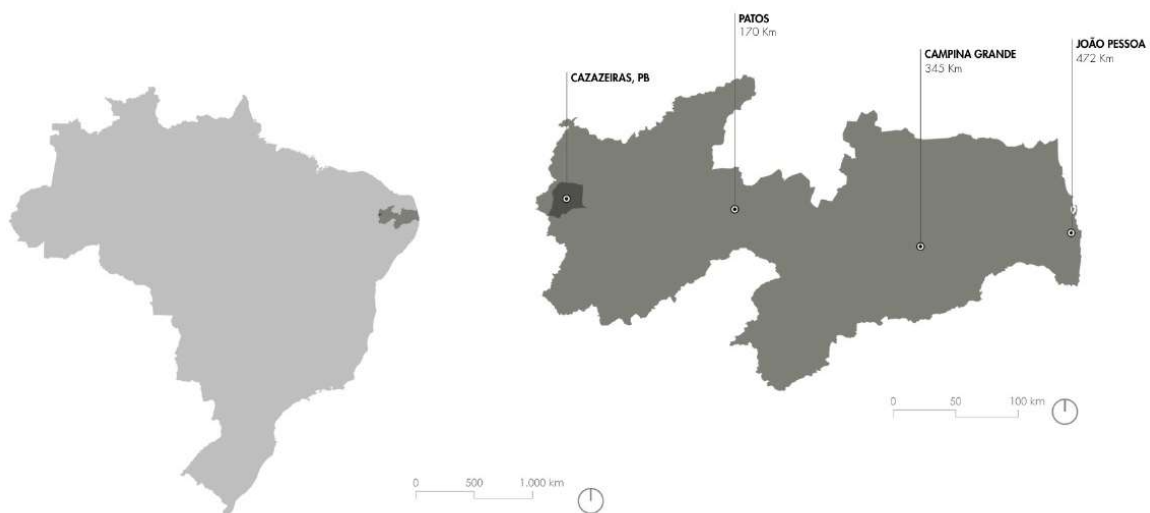 PATOS
170 Km
JOÃO PESSOA
472 Km
CAMPINA GRANDE
345 Km
CAZAZEIRAS, PB
0 50 100 km
0 500 1.000 km